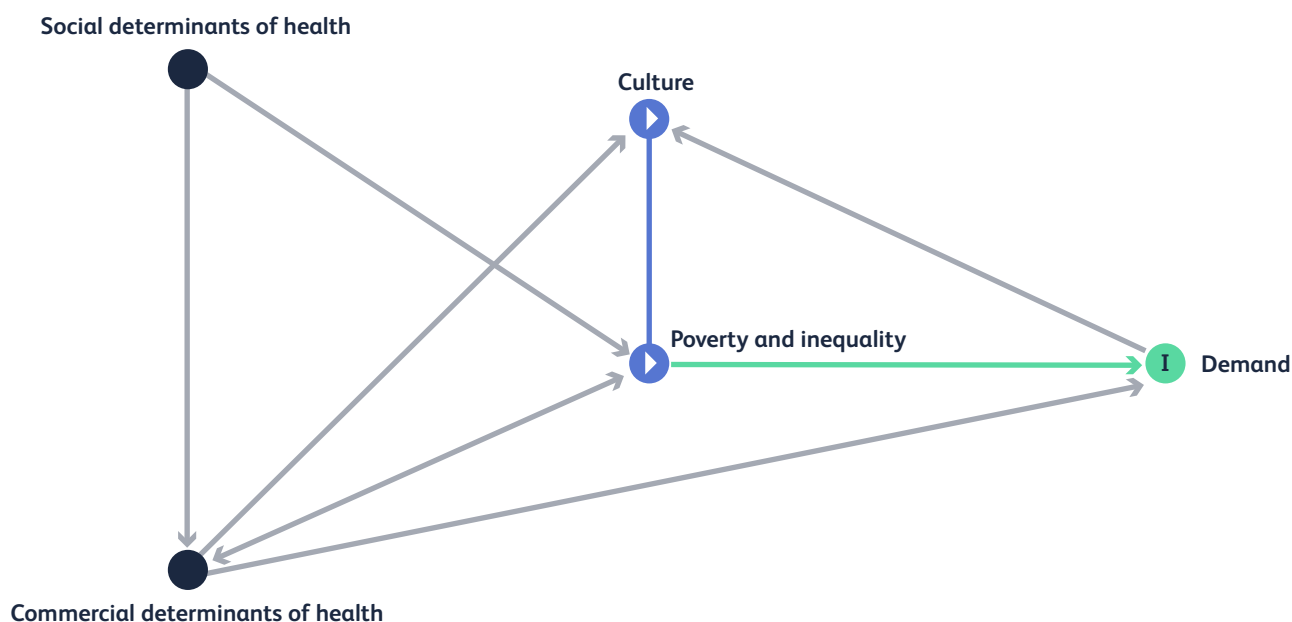 Social determinants of health
Culture
Poverty and inequality
I
Demand
Commercial determinants of health